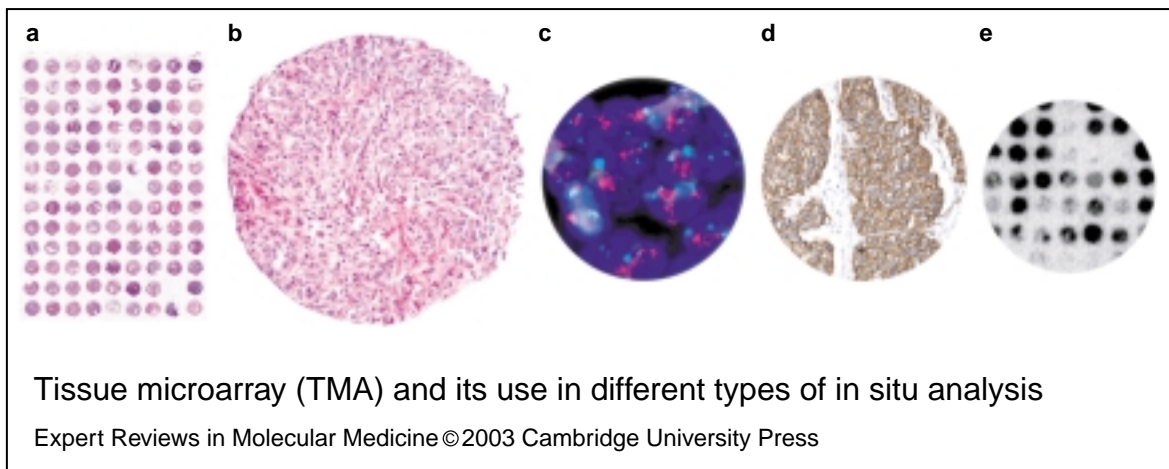 a b c d e
Tissue microarray (TMA) and its use in different types of in situ analysis
Expert Reviews in Molecular Medicine ©2003 Cambridge University Press